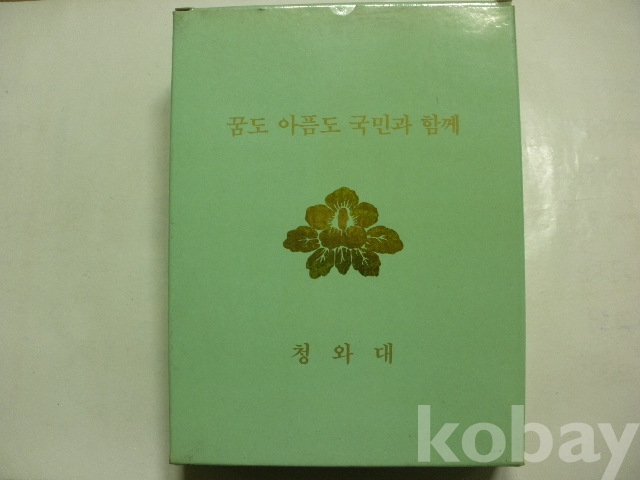 꿈도 아픔도 국민과 함께
청와대
kobay